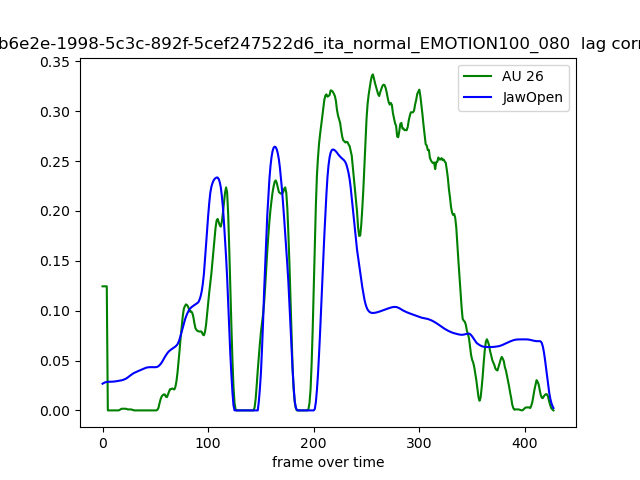 b6e2e-1998-5c3c-892f-5cef247522d6_ita_normal_EMOTION100_080 lag corr
0.35
0.30
0.25
0.20
0.15
0.10
0.05
0.00
AU 26
JawOpen
0 100 200 300 400
frame over time